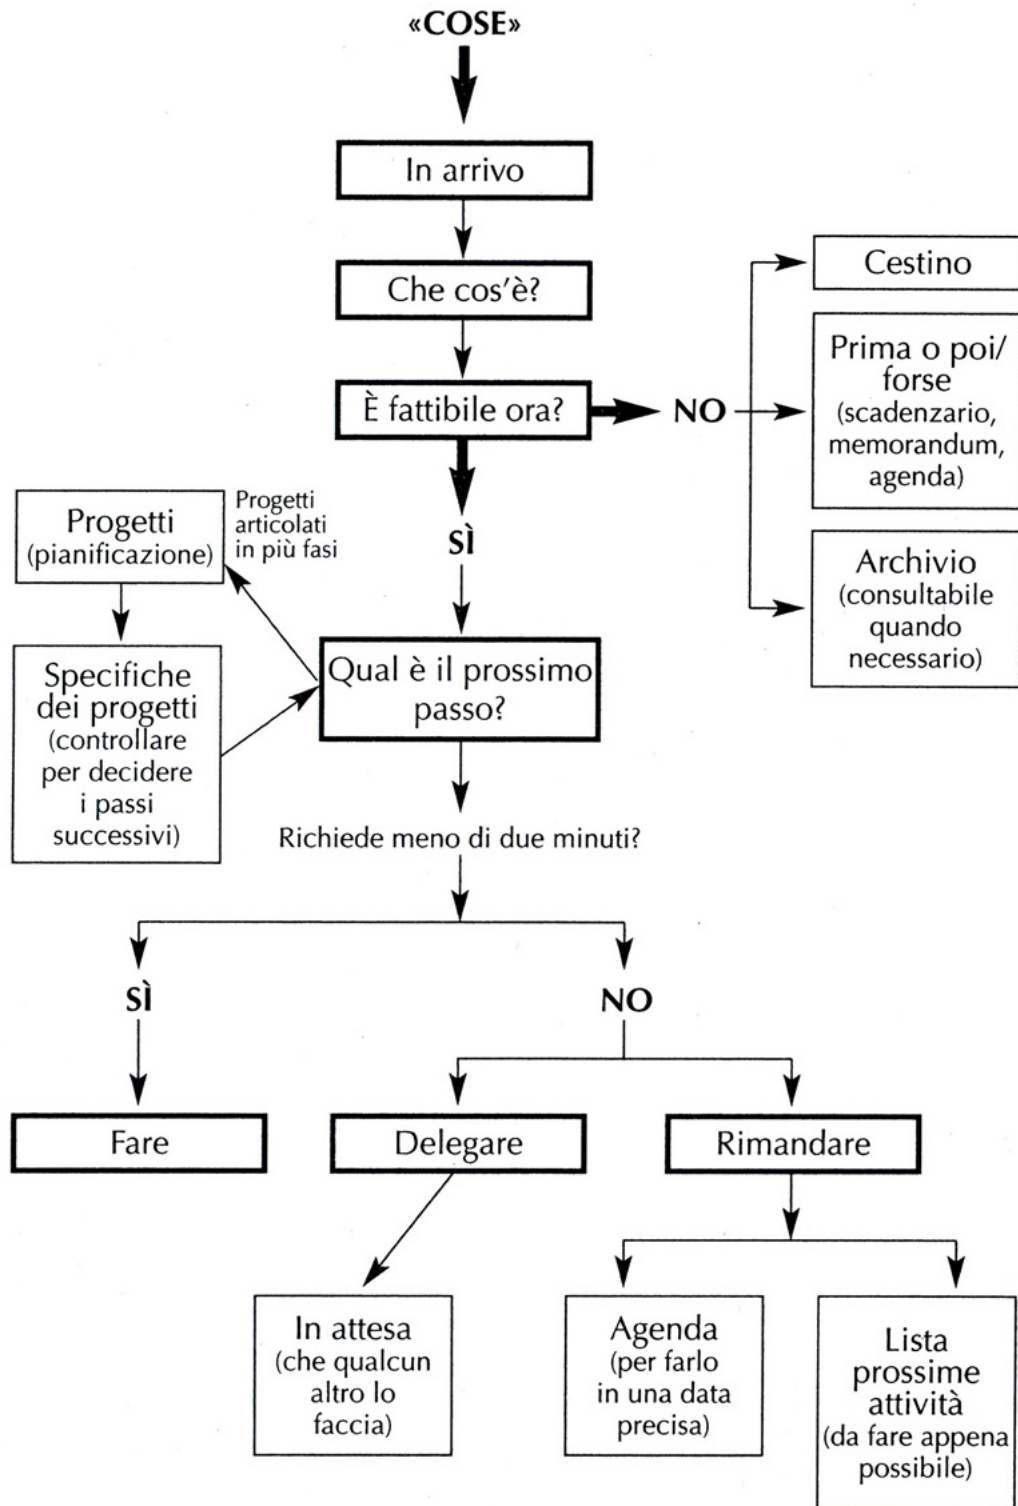 «COSE»
In arrivo
Che cos'è?
È fattibile ora?
NO
Cestino
Prima o poi/
forse
(scadenzario,
memorandum,
agenda)
Archivio
(consultabile
quando
necessario)
SÌ
Progetti
articolati
in più fasi
Progetti
(pianificazione)
Specifiche
dei progetti
(controllare
per decidere
i passi
successivi)
Qual è il prossimo
passo?
Richiede meno di due minuti?
SÌ
NO
Fare
Delegare
Rimandare
In attesa
(che qualcun
altro lo
faccia)
Agenda
(per farlo
in una data
precisa)
Lista
prossime
attività
(da fare appena
possibile)